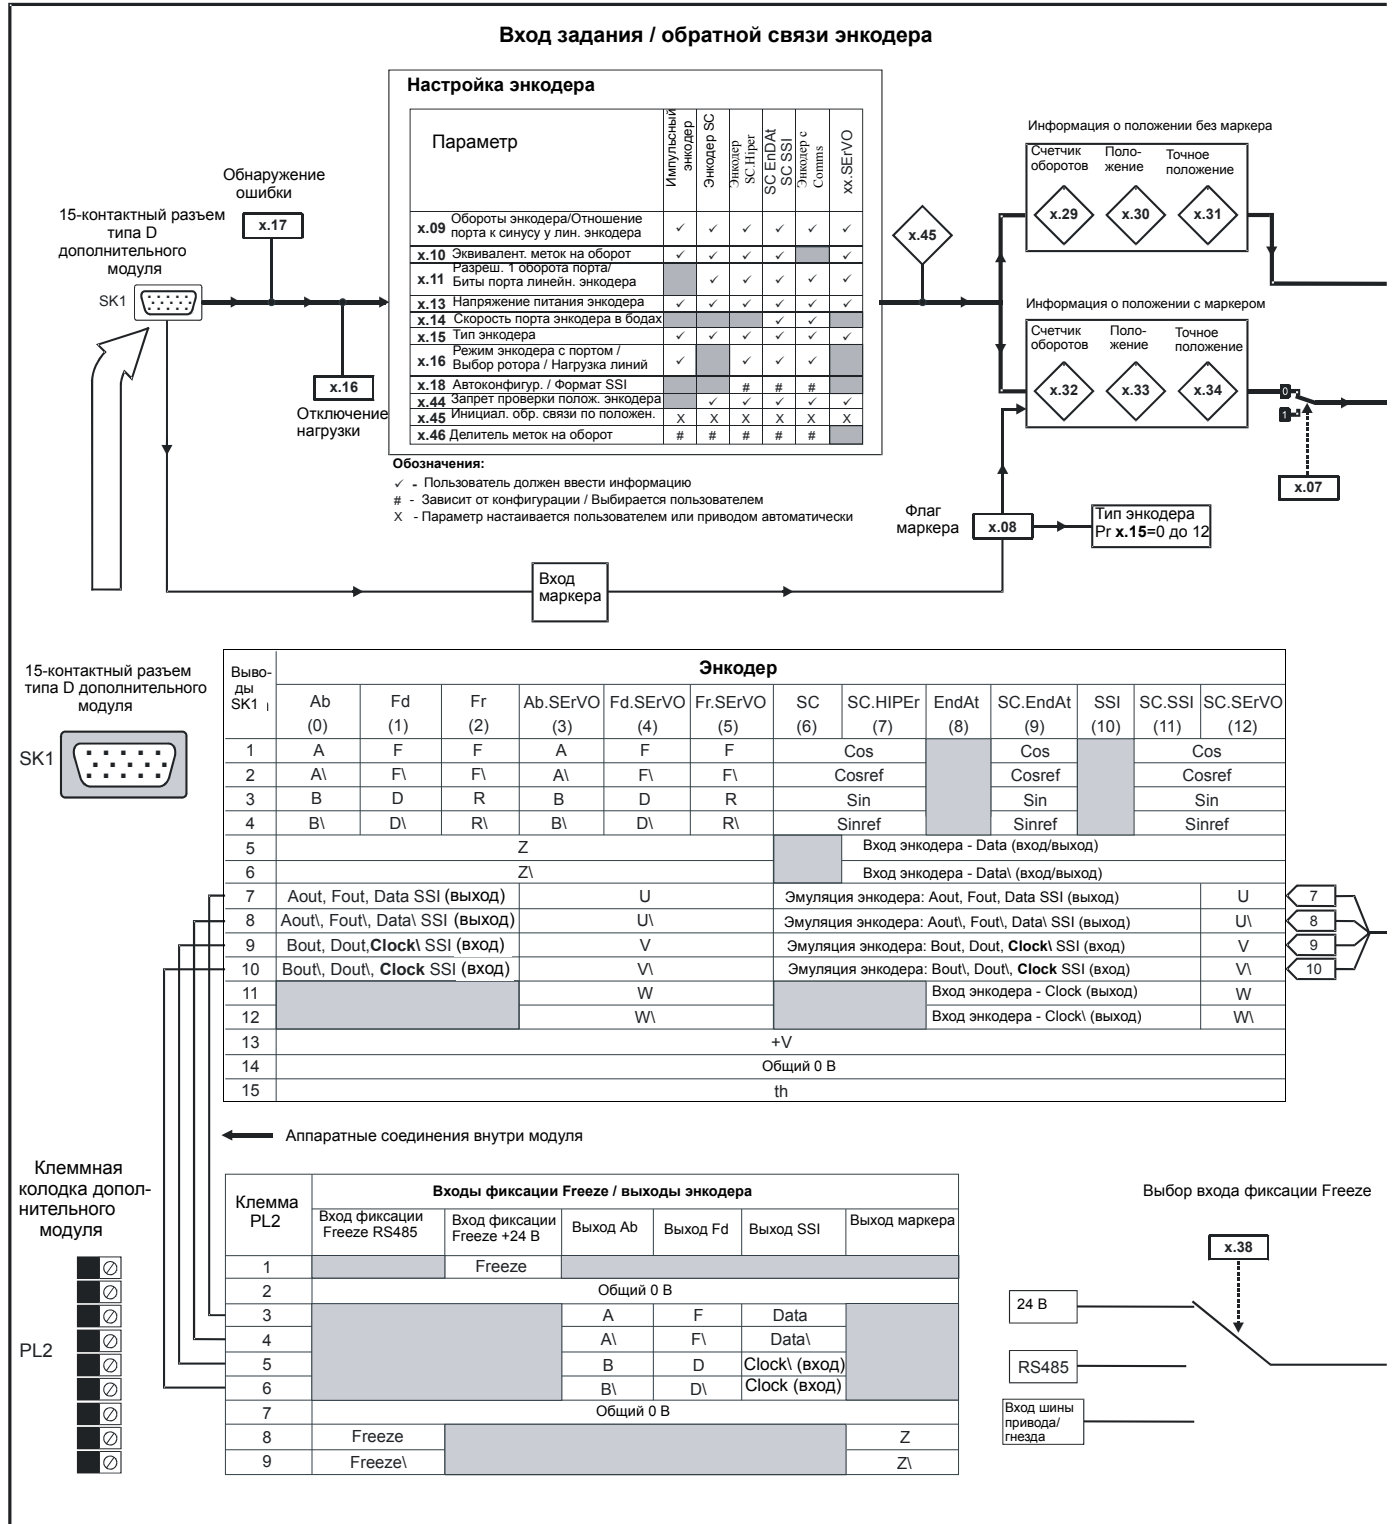 Вход задания / обратной связи энкодера
Настройка энкодера
Параметр
Импульсный энкодер
Энкодер SC
Энкодер SC.Hiper
SC EnDAt SC SSI
Энкодер с Comms
xx.SErVO
x.09 Обороты энкодера/Отношение порта к синусу у лин. энкодера ✓ ✓ ✓ ✓ ✓ ✓
x.10 Эквивалент. меток на оборот ✓ ✓ ✓ ✓ ✓
x.11 Разреш. 1 оборота порта/ Биты порта линейн. энкодера ✓ ✓ ✓ ✓ ✓
x.13 Напряжение питания энкодера ✓ ✓ ✓ ✓ ✓ ✓
x.14 Скорость порта энкодера в бодах ✓ ✓
x.15 Тип энкодера ✓ ✓ ✓ ✓ ✓ ✓
x.16 Режим энкодера с портом / Выбор ротора / Нагрузка линий ✓ ✓ ✓ ✓
x.18 Автоконфигур. / Формат SSI # # #
x.44 Запрет проверки полож. энкодера ✓ ✓ ✓ ✓ ✓
x.45 Инициал. обр. связи по положен. X X X X X X
x.46 Делитель меток на оборот # # # # #
Обозначения:
✓ - Пользователь должен ввести информацию
# - Зависит от конфигурации / Выбирается пользователем
X - Параметр настаивается пользователем или приводом автоматически
Обнаружение
ошибки
x.17
15-контактный разъем
типа D
дополнительного
модуля
SK1
x.16
Отключение
нагрузки
x.45
Информация о положении без маркера
Счетчик оборотов
Поло-жение
Точное положение
x.29
x.30
x.31
Информация о положении с маркером
Счетчик оборотов
Поло-жение
Точное положение
x.32
x.33
x.34
0
1
x.07
Флаг
маркера
x.08
Тип энкодера
Pr x.15=0 до 12
Вход
маркера
15-контактный разъем
типа D дополнительного
модуля
SK1
Выво-ды SK1
Энкодер
Ab (0) Fd (1) Fr (2) Ab.SErVO (3) Fd.SErVO (4) Fr.SErVO (5) SC (6) SC.HIPEr (7) EndAt (8) SC.EndAt (9) SSI (10) SC.SSI (11) SC.SErVO (12)
1 A F F A F F Cos Cos Cos
2 A\ F\ F\ A\ F\ F\ Cosref Cosref Cosref
3 B D R B D R Sin Sin Sin
4 B\ D\ R\ B\ D\ R\ Sinref Sinref Sinref
5 Z Вход энкодера - Data (вход/выход)
6 Z\ Вход энкодера - Data\ (вход/выход)
7 Aout, Fout, Data SSI (выход) U Эмуляция энкодера: Aout, Fout, Data SSI (выход) U 7
8 Aout\, Fout\, Data\ SSI (выход) U\ Эмуляция энкодера: Aout\, Fout\, Data\ SSI (выход) U\ 8
9 Bout, Dout,Clock\ SSI (вход) V Эмуляция энкодера: Bout, Dout, Clock\ SSI (вход) V 9
10 Bout\, Dout\, Clock SSI (вход) V\ Эмуляция энкодера: Bout\, Dout\, Clock SSI (вход) V\ 10
11 W Вход энкодера - Clock (выход) W
12 W\ Вход энкодера - Clock\ (выход) W\
13 +V
14 Общий 0 В
15 th
Аппаратные соединения внутри модуля
Клеммная
колодка допол-
нительного
модуля
PL2
Клемма PL2
Входы фиксации Freeze / выходы энкодера
Вход фиксации Freeze RS485
Вход фиксации Freeze +24 В
Выход Ab
Выход Fd
Выход SSI
Выход маркера
1 Freeze
2 Общий 0 В
3 A F Data
4 A\ F\ Data\
5 B D Clock\ (вход)
6 B\ D\ Clock (вход)
7 Общий 0 В
8 Freeze Z
9 Freeze\ Z\
Выбор входа фиксации Freeze
x.38
24 В
RS485
Вход шины
привода/
гнезда